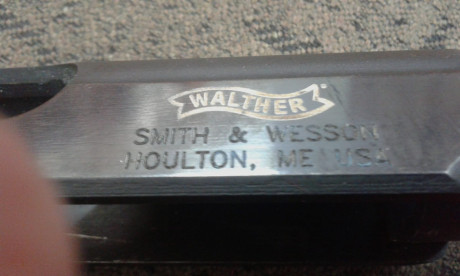 WALTHER
SMITH & WESSON
HOULTON, ME USA